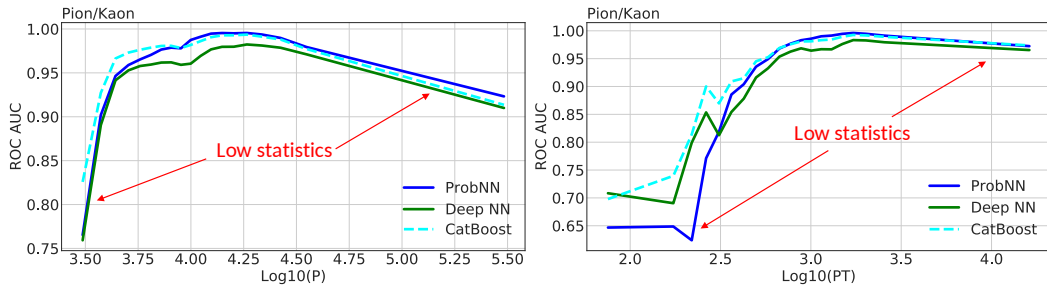 Pion/Kaon
1.00
0.95
0.90
0.85
0.80
0.75
ROC AUC
Low statistics
ProbNN
Deep NN
CatBoost
3.50 3.75 4.00 4.25 4.50 4.75 5.00 5.25 5.50
Log10(P)
Pion/Kaon
1.00
0.95
0.90
0.85
0.80
0.75
0.70
0.65
ROC AUC
Low statistics
ProbNN
Deep NN
CatBoost
2.0 2.5 3.0 3.5 4.0
Log10(PT)